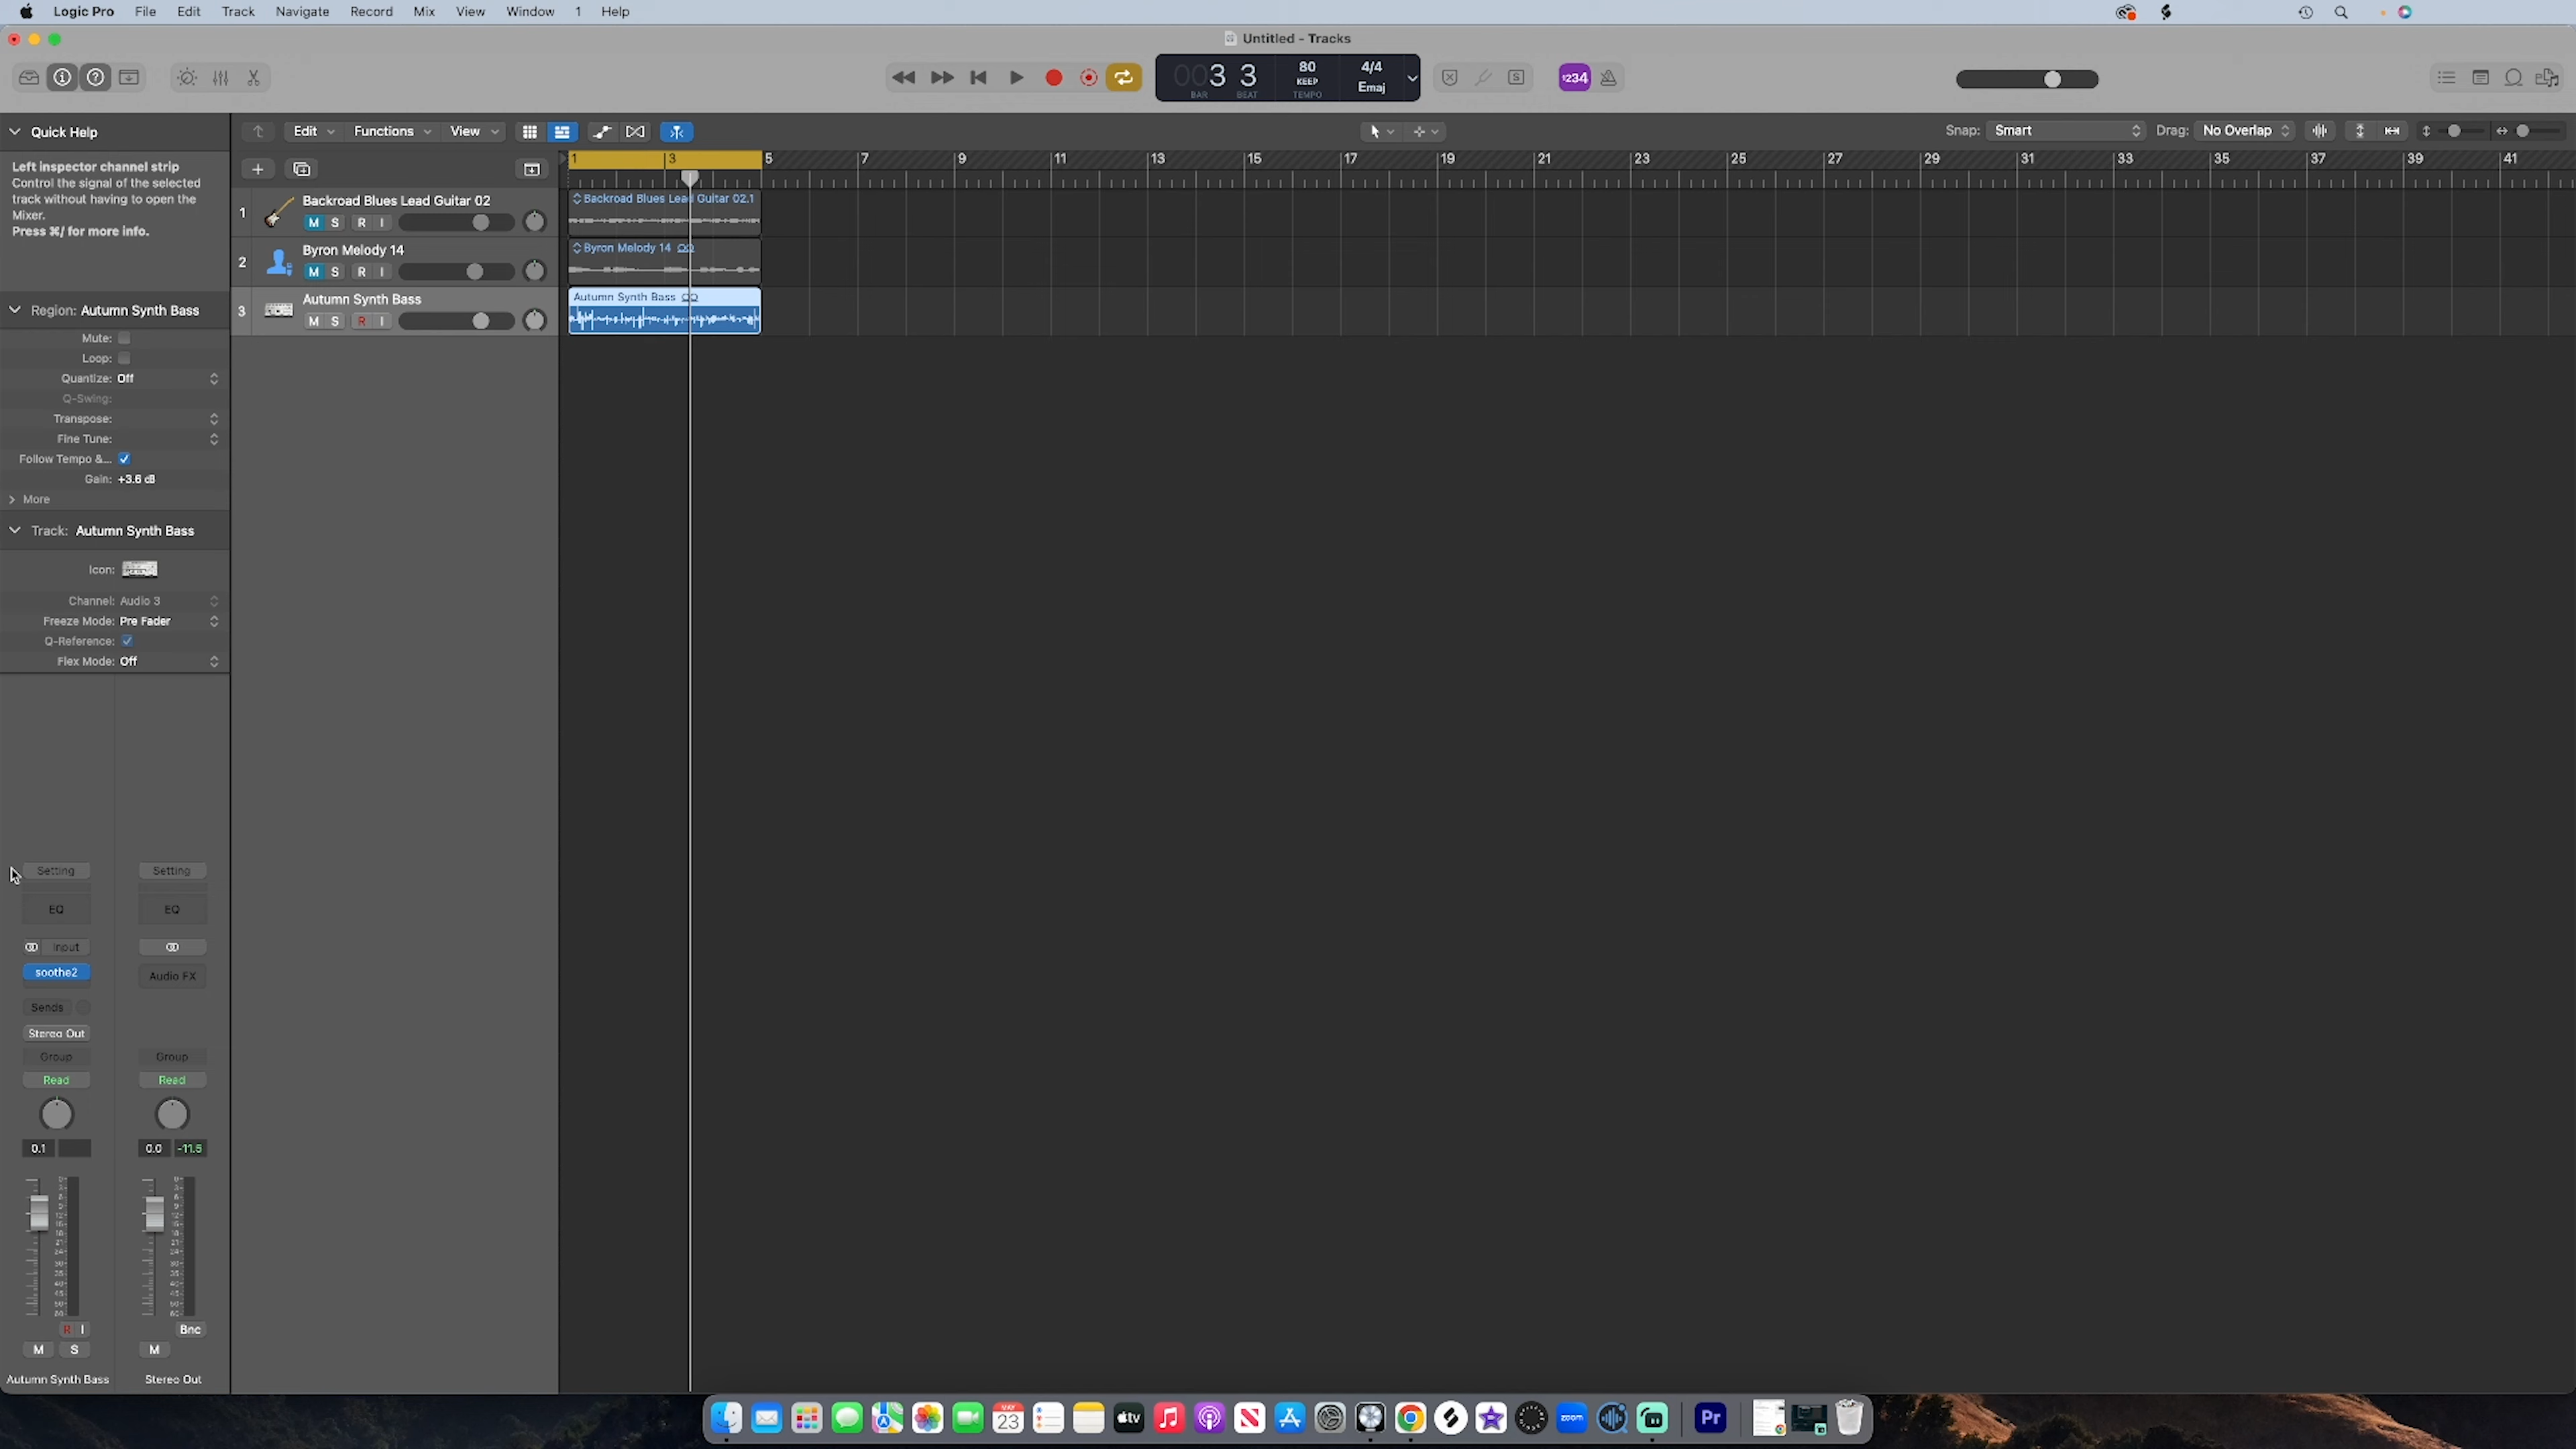 Logic Pro File Edit Track Navigate Record Mix View Window 1 Help
Untitled - Tracks
003 3 80 4/4
KEEP Emaj
BAR BEAT TEMPO
1234
Quick Help
Edit Functions View Snap: Smart Drag: No Overlap
Left inspector channel strip
Control the signal of the selected
track without having to open the
Mixer.
Press ⌘/ for more info.
1 3 5 7 9 11 13 15 17 19 21 23 25 27 29 31 33 35 37 39 41
1 Backroad Blues Lead Guitar 02
M S R I
Backroad Blues Lead Guitar 02.1
2 Byron Melody 14
M S R I
Byron Melody 14
3 Autumn Synth Bass
M S R I
Autumn Synth Bass
Region: Autumn Synth Bass
Mute:
Loop:
Quantize: Off
Q-Swing:
Transpose:
Fine Tune:
Follow Tempo &...
Gain: +3.6 dB
More
Track: Autumn Synth Bass
Icon:
Channel: Audio 3
Freeze Mode: Pre Fader
Q-Reference:
Flex Mode: Off
Setting Setting
EQ EQ
Input
soothe2 Audio FX
Sends
Stereo Out
Group Group
Read Read
0.1 0.0 -11.5
R I Bnc
M S M
Autumn Synth Bass Stereo Out
MAY
23
tv
zoom
Pr